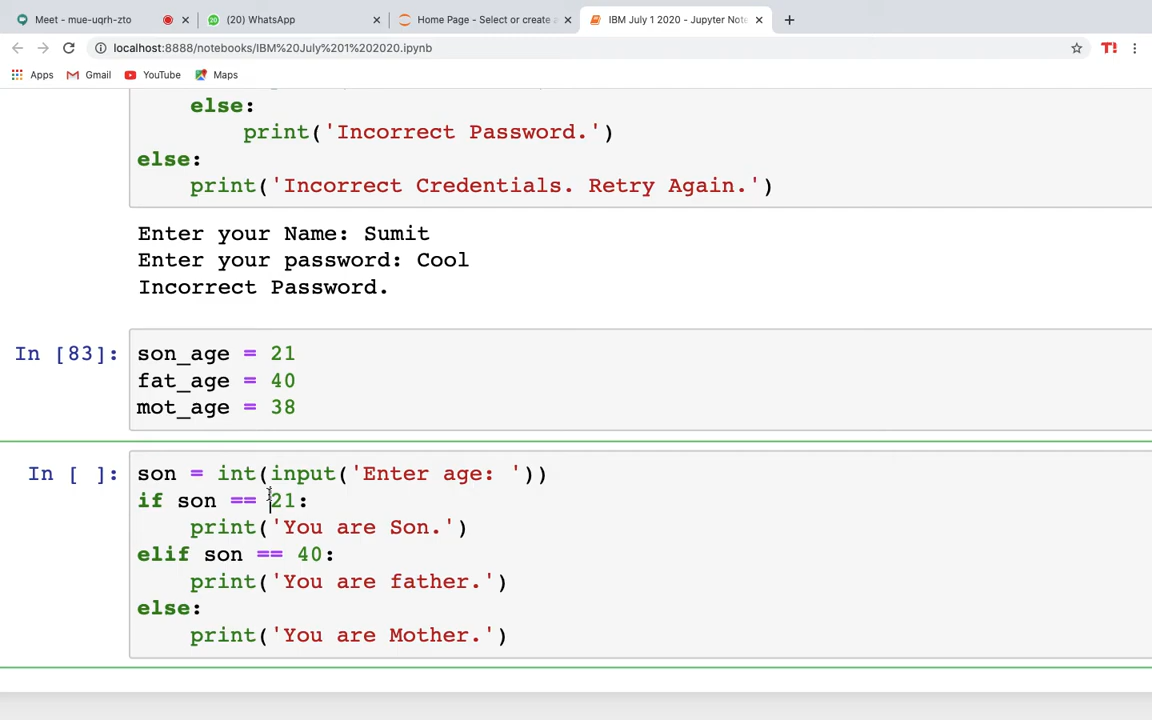 Meet - mue-uqrh-zto
(20) WhatsApp
Home Page - Select or create a
IBM July 1 2020 - Jupyter Note
localhost:8888/notebooks/IBM%20July%201%202020.ipynb
T!
Apps
Gmail
YouTube
Maps
else:
print('Incorrect Password.')
else:
print('Incorrect Credentials. Retry Again.')
Enter your Name: Sumit
Enter your password: Cool
Incorrect Password.
In [83]:
son_age = 21
fat_age = 40
mot_age = 38
In [ ]:
son = int(input('Enter age: '))
if son == 21:
print('You are Son.')
elif son == 40:
print('You are father.')
else:
print('You are Mother.')